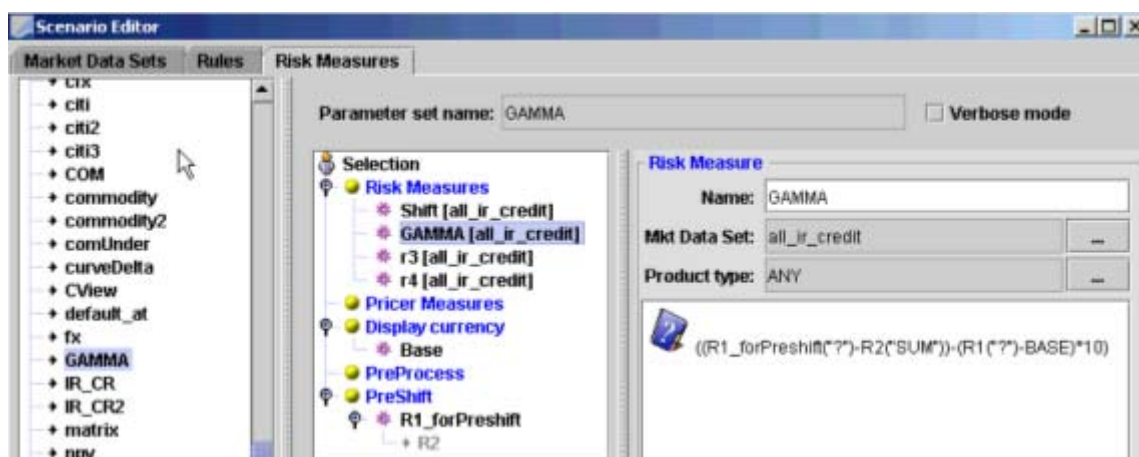 Scenario Editor
Market Data Sets
Rules
Risk Measures
cfx
citi
citi2
citi3
COM
commodity
commodity2
comUnder
curveDelta
CView
default_at
fx
GAMMA
IR_CR
IR_CR2
matrix
npv
Parameter set name: GAMMA
Verbose mode
Selection
Risk Measures
Shift [all_ir_credit]
GAMMA [all_ir_credit]
r3 [all_ir_credit]
r4 [all_ir_credit]
Pricer Measures
Display currency
Base
PreProcess
PreShift
R1_forPreshift
R2
Risk Measure
Name: GAMMA
Mkt Data Set: all_ir_credit ...
Product type: ANY ...
((R1_forPreshift("?")-R2("SUM"))-(R1("?")-BASE)*10)